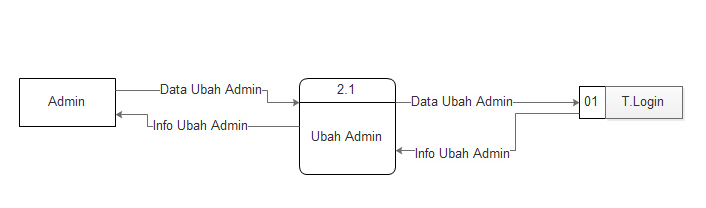 2.1
Data Ubah Admin
Admin
Data Ubah Admin
01
T.Login
Info Ubah Admin
Ubah Admin
Info Ubah Admin